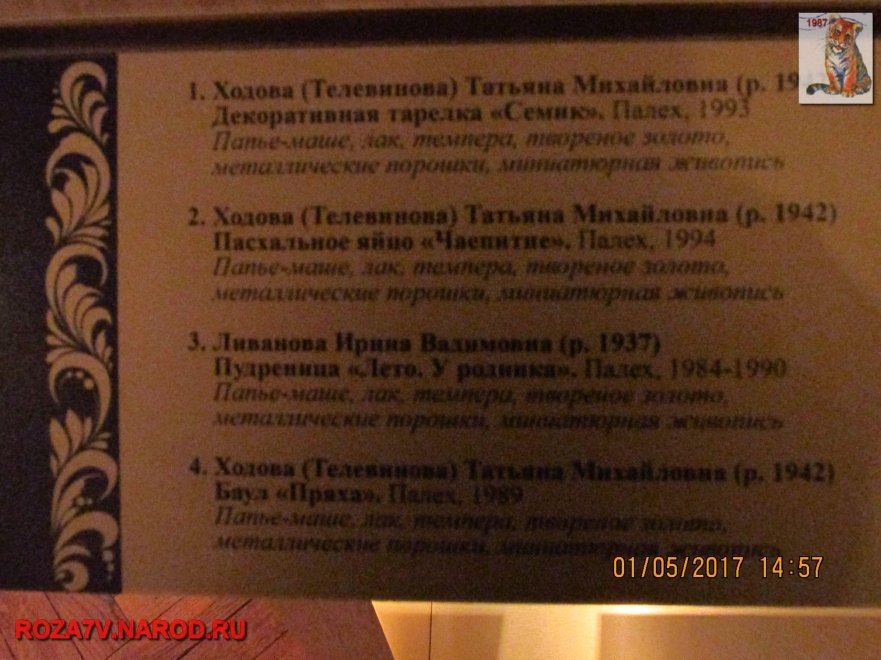 1987
1. Ходова (Телевинова) Татьяна Михайловна (р. 19
Декоративная тарелка «Семик». Палех, 1993
Папье-маше, лак, темпера, твореное золото,
металлические порошки, миниатюрная живопись
2. Ходова (Телевинова) Татьяна Михайловна (р. 1942)
Пасхальное яйцо «Чаепитие». Палех, 1994
Папье-маше, лак, темпера, твореное золото,
металлические порошки, миниатюрная живопись
3. Ливанова Ирина Вадимовна (р. 1937)
Пудреница «Лето. У родника». Палех, 1984-1990
Папье-маше, лак, темпера, твореное золото,
металлические порошки, миниатюрная живопись
4. Ходова (Телевинова) Татьяна Михайловна (р. 1942)
Баул «Пряха». Палех, 1989
Папье-маше, лак, темпера, твореное золото,
металлические порошки, миниатюрная живопись
01/05/2017 14:57
ROZA7V.NAROD.RU